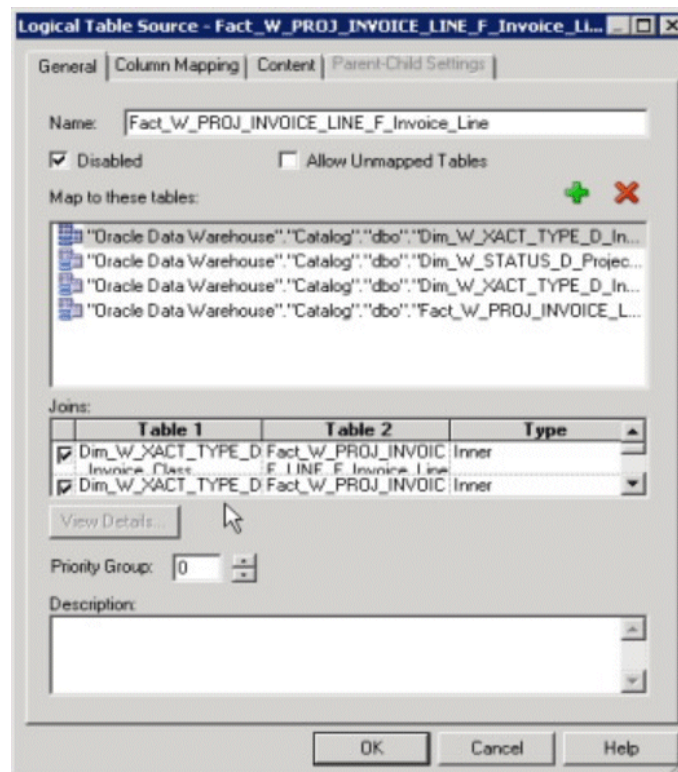 Logical Table Source - Fact_W_PROJ_INVOICE_LINE_F_Invoice_Li...
General Column Mapping Content Parent-Child Settings
Name: Fact_W_PROJ_INVOICE_LINE_F_Invoice_Line
Disabled Allow Unmapped Tables
Map to these tables:
"Oracle Data Warehouse"."Catalog"."dbo"."Dim_W_XACT_TYPE_D_In...
"Oracle Data Warehouse"."Catalog"."dbo"."Dim_W_STATUS_D_Projec...
"Oracle Data Warehouse"."Catalog"."dbo"."Dim_W_XACT_TYPE_D_In...
"Oracle Data Warehouse"."Catalog"."dbo"."Fact_W_PROJ_INVOICE_L...
Joins:
Table 1 Table 2 Type
Dim_W_XACT_TYPE_D Fact_W_PROJ_INVOIC Inner
_Invoice_Class E_LINE_F_Invoice_Line
Dim_W_XACT_TYPE_D Fact_W_PROJ_INVOIC Inner
View Details...
Priority Group: 0
Description:
OK Cancel Help